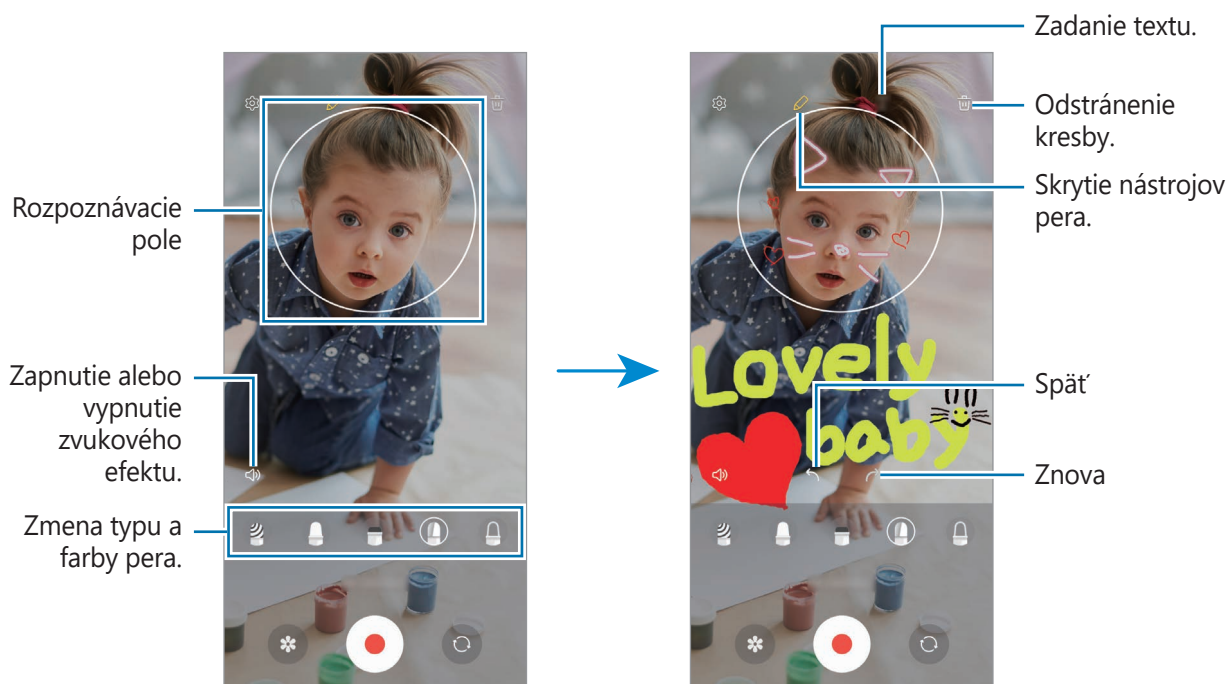 Zadanie textu.
Odstránenie
kresby.
Skrytie nástrojov
pera.
Rozpoznávacie
pole
Zapnutie alebo
vypnutie
zvukového
efektu.
Zmena typu a
farby pera.
Lovely
baby
Späť
Znova